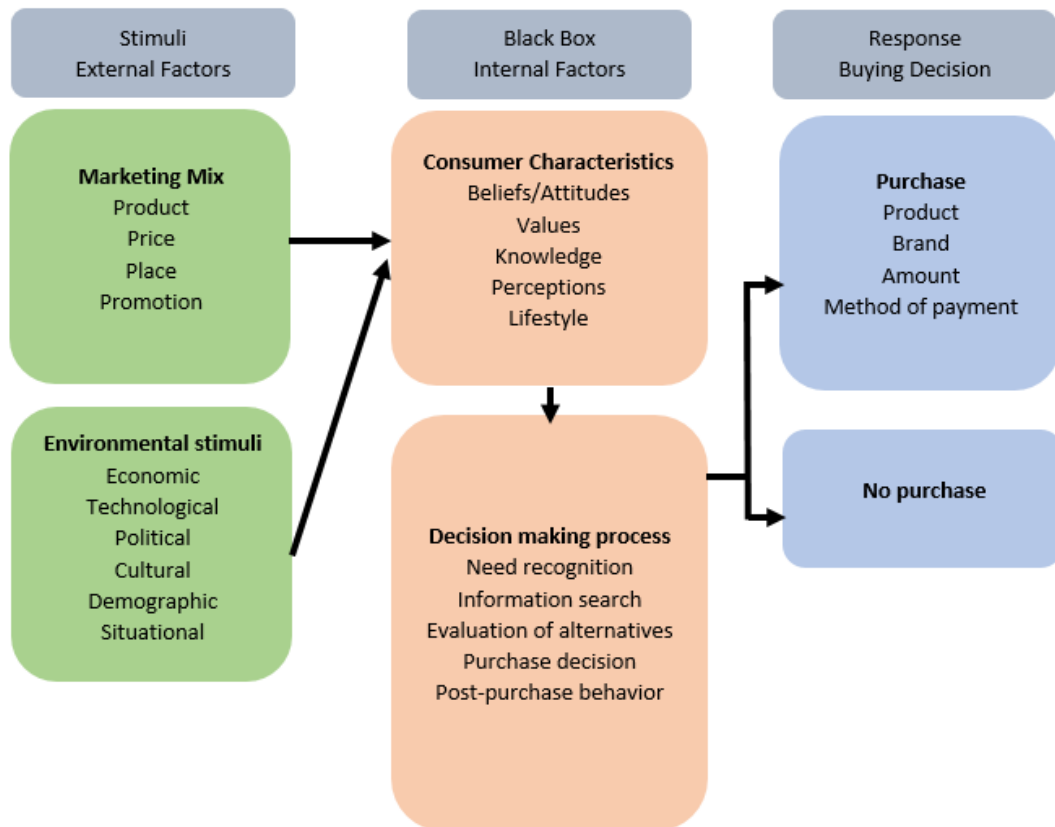 Stimuli
External Factors
Black Box
Internal Factors
Response
Buying Decision
Marketing Mix
Product
Price
Place
Promotion
Environmental stimuli
Economic
Technological
Political
Cultural
Demographic
Situational
Consumer Characteristics
Beliefs/Attitudes
Values
Knowledge
Perceptions
Lifestyle
Decision making process
Need recognition
Information search
Evaluation of alternatives
Purchase decision
Post-purchase behavior
Purchase
Product
Brand
Amount
Method of payment
No purchase